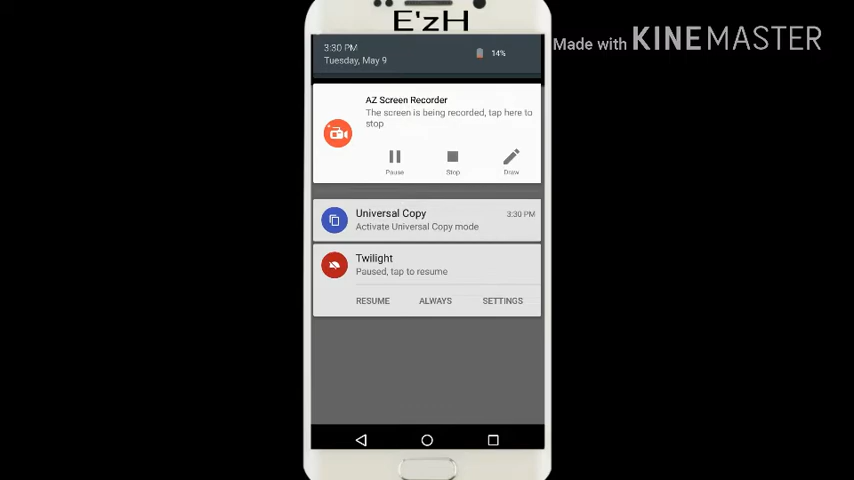 E'zH
Made with KINEMASTER
3:30 PM
Tuesday, May 9
14%
AZ Screen Recorder
The screen is being recorded, tap here to
stop
Pause
Stop
Draw
Universal Copy
3:30 PM
Activate Universal Copy mode
Twilight
Paused, tap to resume
RESUME
ALWAYS
SETTINGS